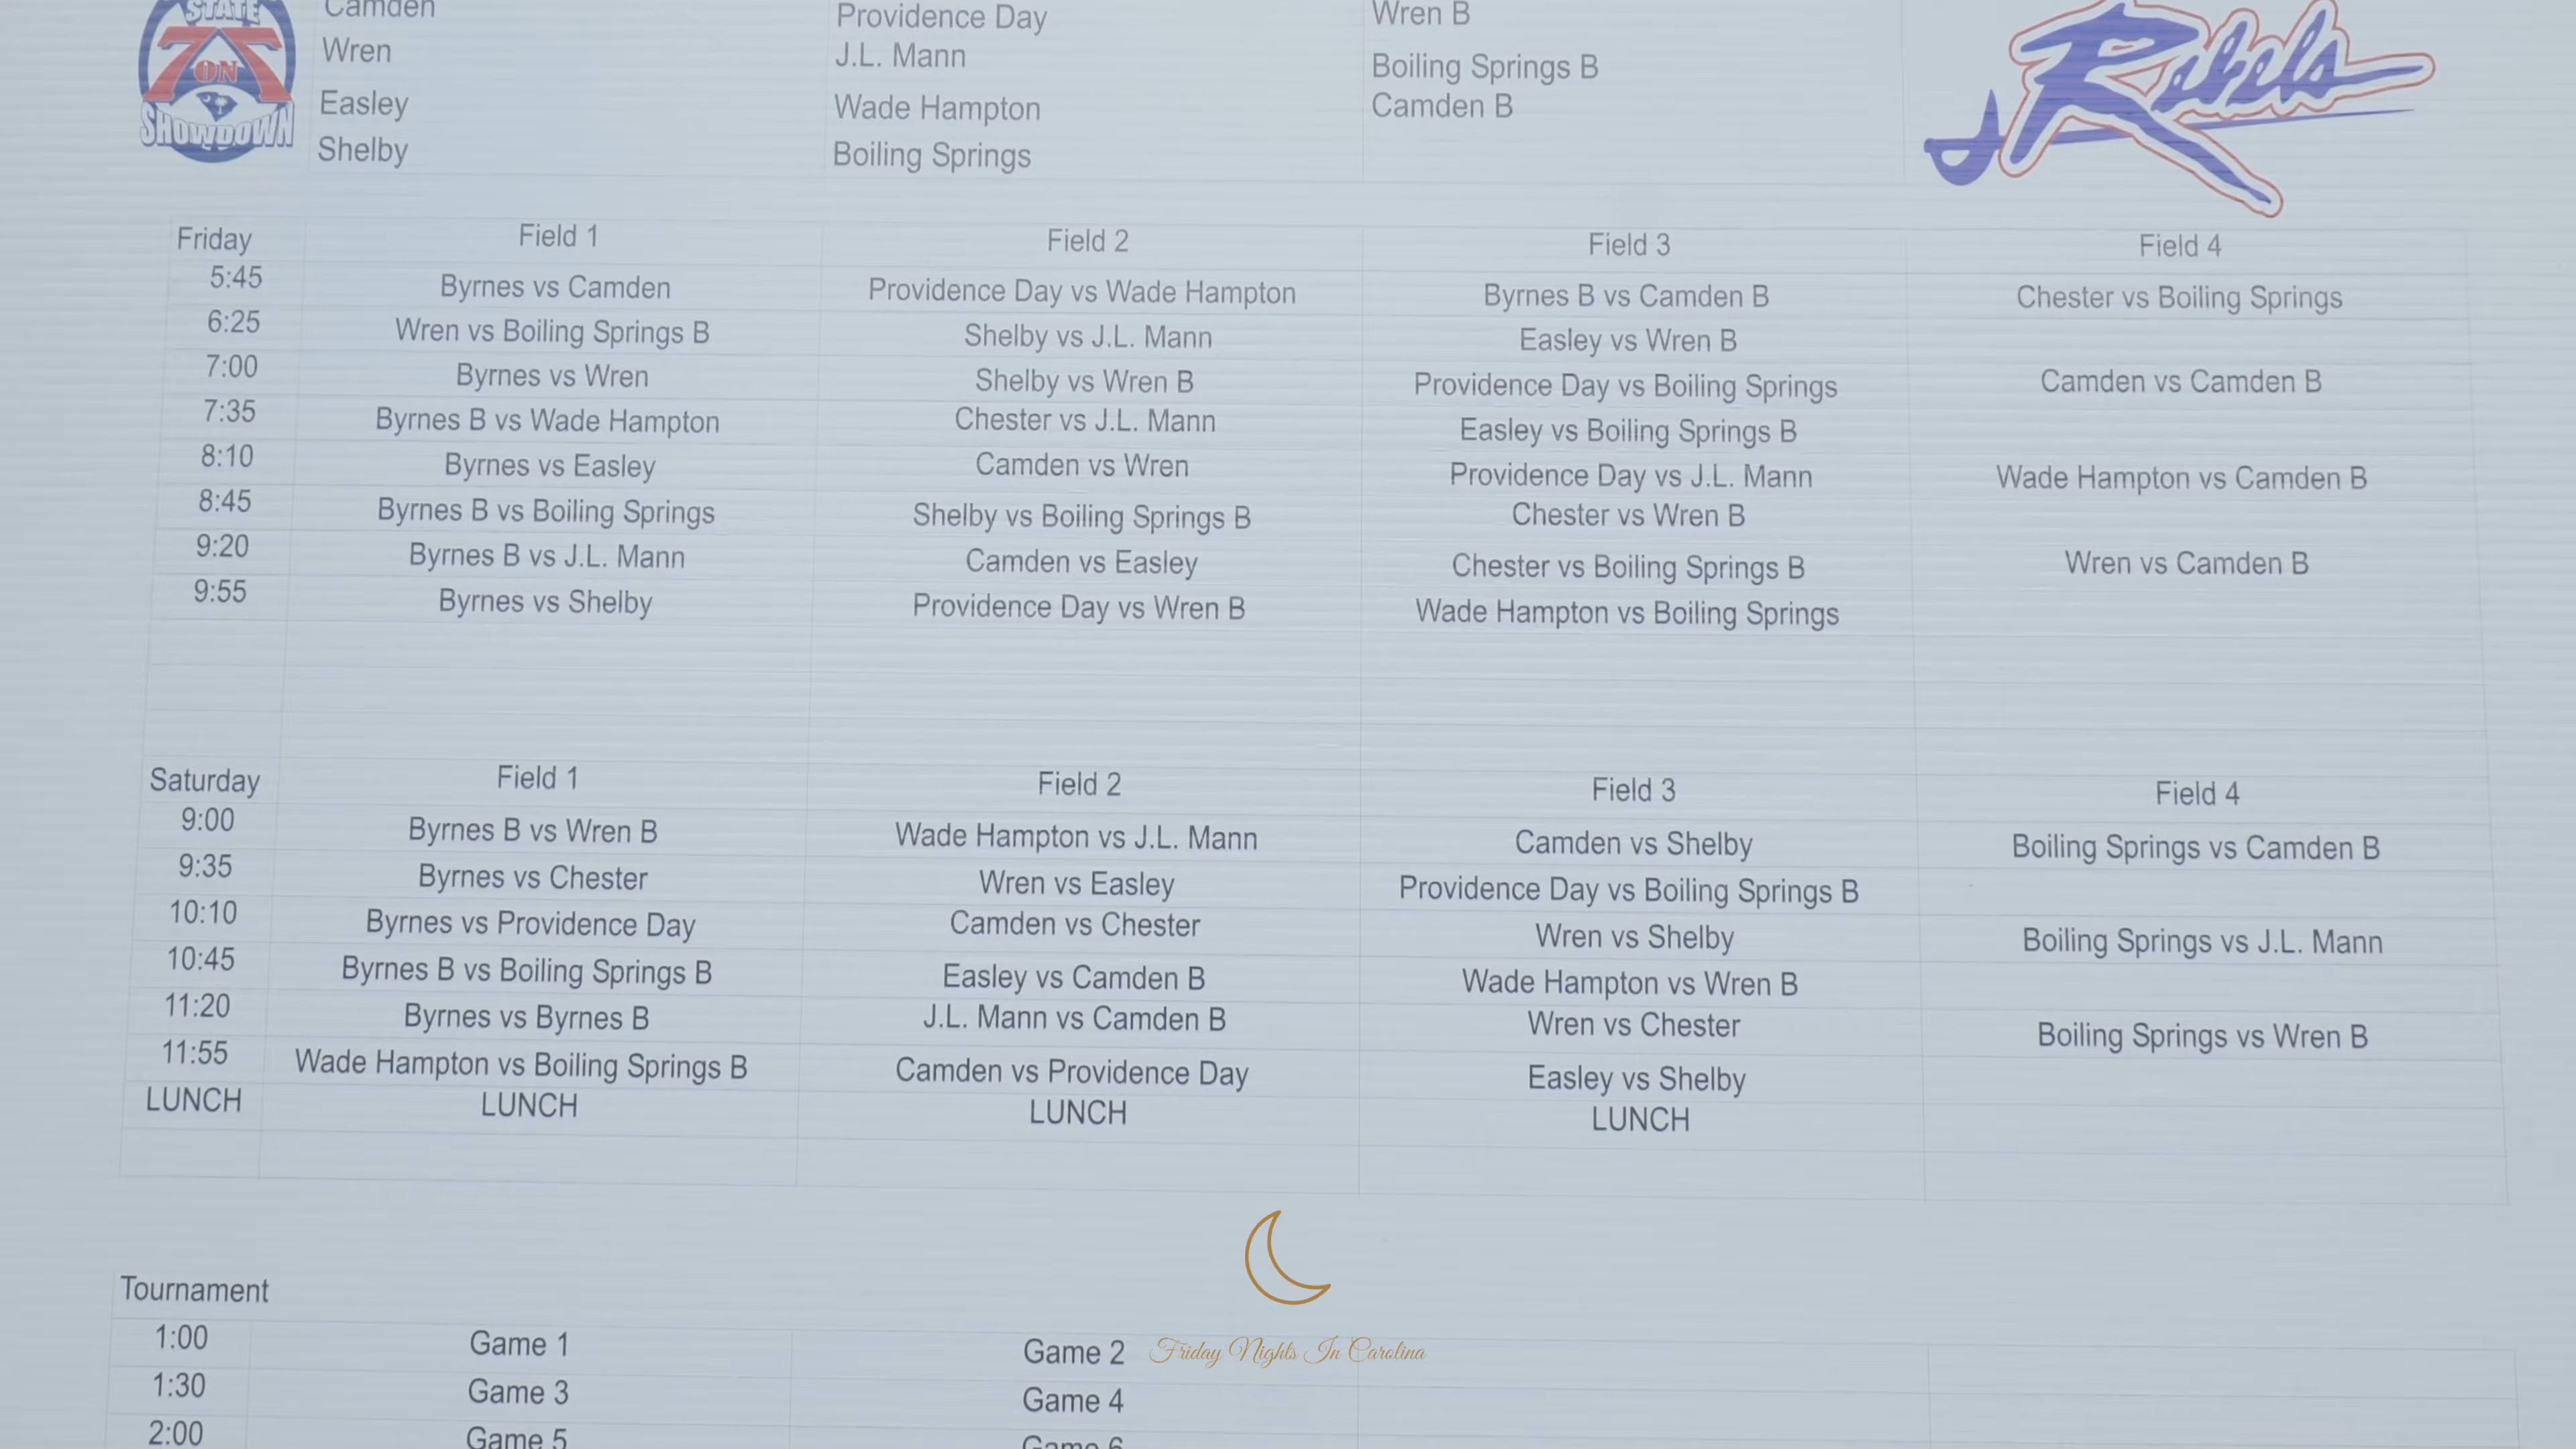 STATE
7 ON 7
SHOWDOWN
Camden Providence Day Wren B
Wren J.L. Mann Boiling Springs B
Easley Wade Hampton Camden B
Shelby Boiling Springs
Rebels
Friday Field 1 Field 2 Field 3 Field 4
5:45 Byrnes vs Camden Providence Day vs Wade Hampton Byrnes B vs Camden B Chester vs Boiling Springs
6:25 Wren vs Boiling Springs B Shelby vs J.L. Mann Easley vs Wren B
7:00 Byrnes vs Wren Shelby vs Wren B Providence Day vs Boiling Springs Camden vs Camden B
7:35 Byrnes B vs Wade Hampton Chester vs J.L. Mann Easley vs Boiling Springs B
8:10 Byrnes vs Easley Camden vs Wren Providence Day vs J.L. Mann Wade Hampton vs Camden B
8:45 Byrnes B vs Boiling Springs Shelby vs Boiling Springs B Chester vs Wren B
9:20 Byrnes B vs J.L. Mann Camden vs Easley Chester vs Boiling Springs B Wren vs Camden B
9:55 Byrnes vs Shelby Providence Day vs Wren B Wade Hampton vs Boiling Springs
Saturday Field 1 Field 2 Field 3 Field 4
9:00 Byrnes B vs Wren B Wade Hampton vs J.L. Mann Camden vs Shelby Boiling Springs vs Camden B
9:35 Byrnes vs Chester Wren vs Easley Providence Day vs Boiling Springs B
10:10 Byrnes vs Providence Day Camden vs Chester Wren vs Shelby Boiling Springs vs J.L. Mann
10:45 Byrnes B vs Boiling Springs B Easley vs Camden B Wade Hampton vs Wren B
11:20 Byrnes vs Byrnes B J.L. Mann vs Camden B Wren vs Chester Boiling Springs vs Wren B
11:55 Wade Hampton vs Boiling Springs B Camden vs Providence Day Easley vs Shelby
LUNCH LUNCH LUNCH LUNCH
Tournament
1:00 Game 1 Game 2
Friday Nights In Carolina
1:30 Game 3 Game 4
2:00 Game 5 Game 6